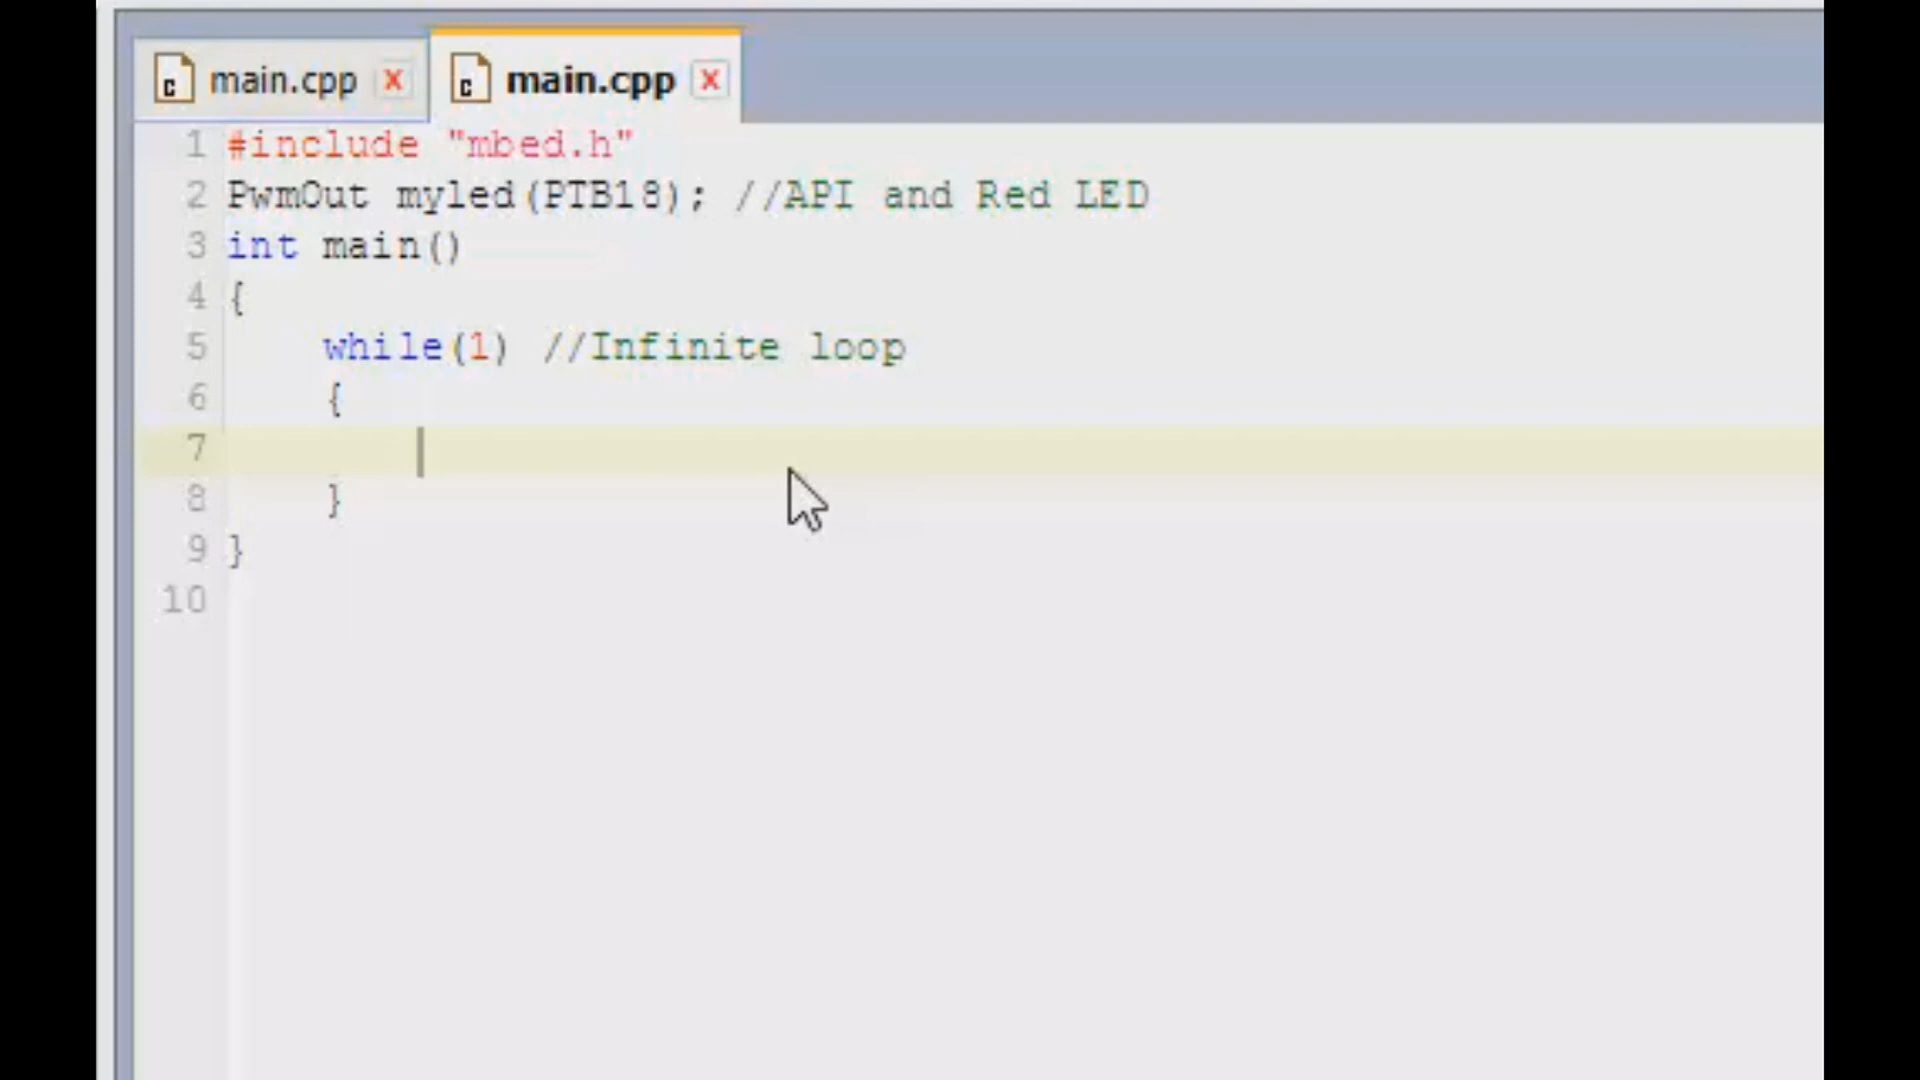 main.cpp x main.cpp x
1 #include "mbed.h"
2 PwmOut myled(PTB18); //API and Red LED
3 int main()
4 {
5 while(1) //Infinite loop
6 {
7
8 }
9 }
10